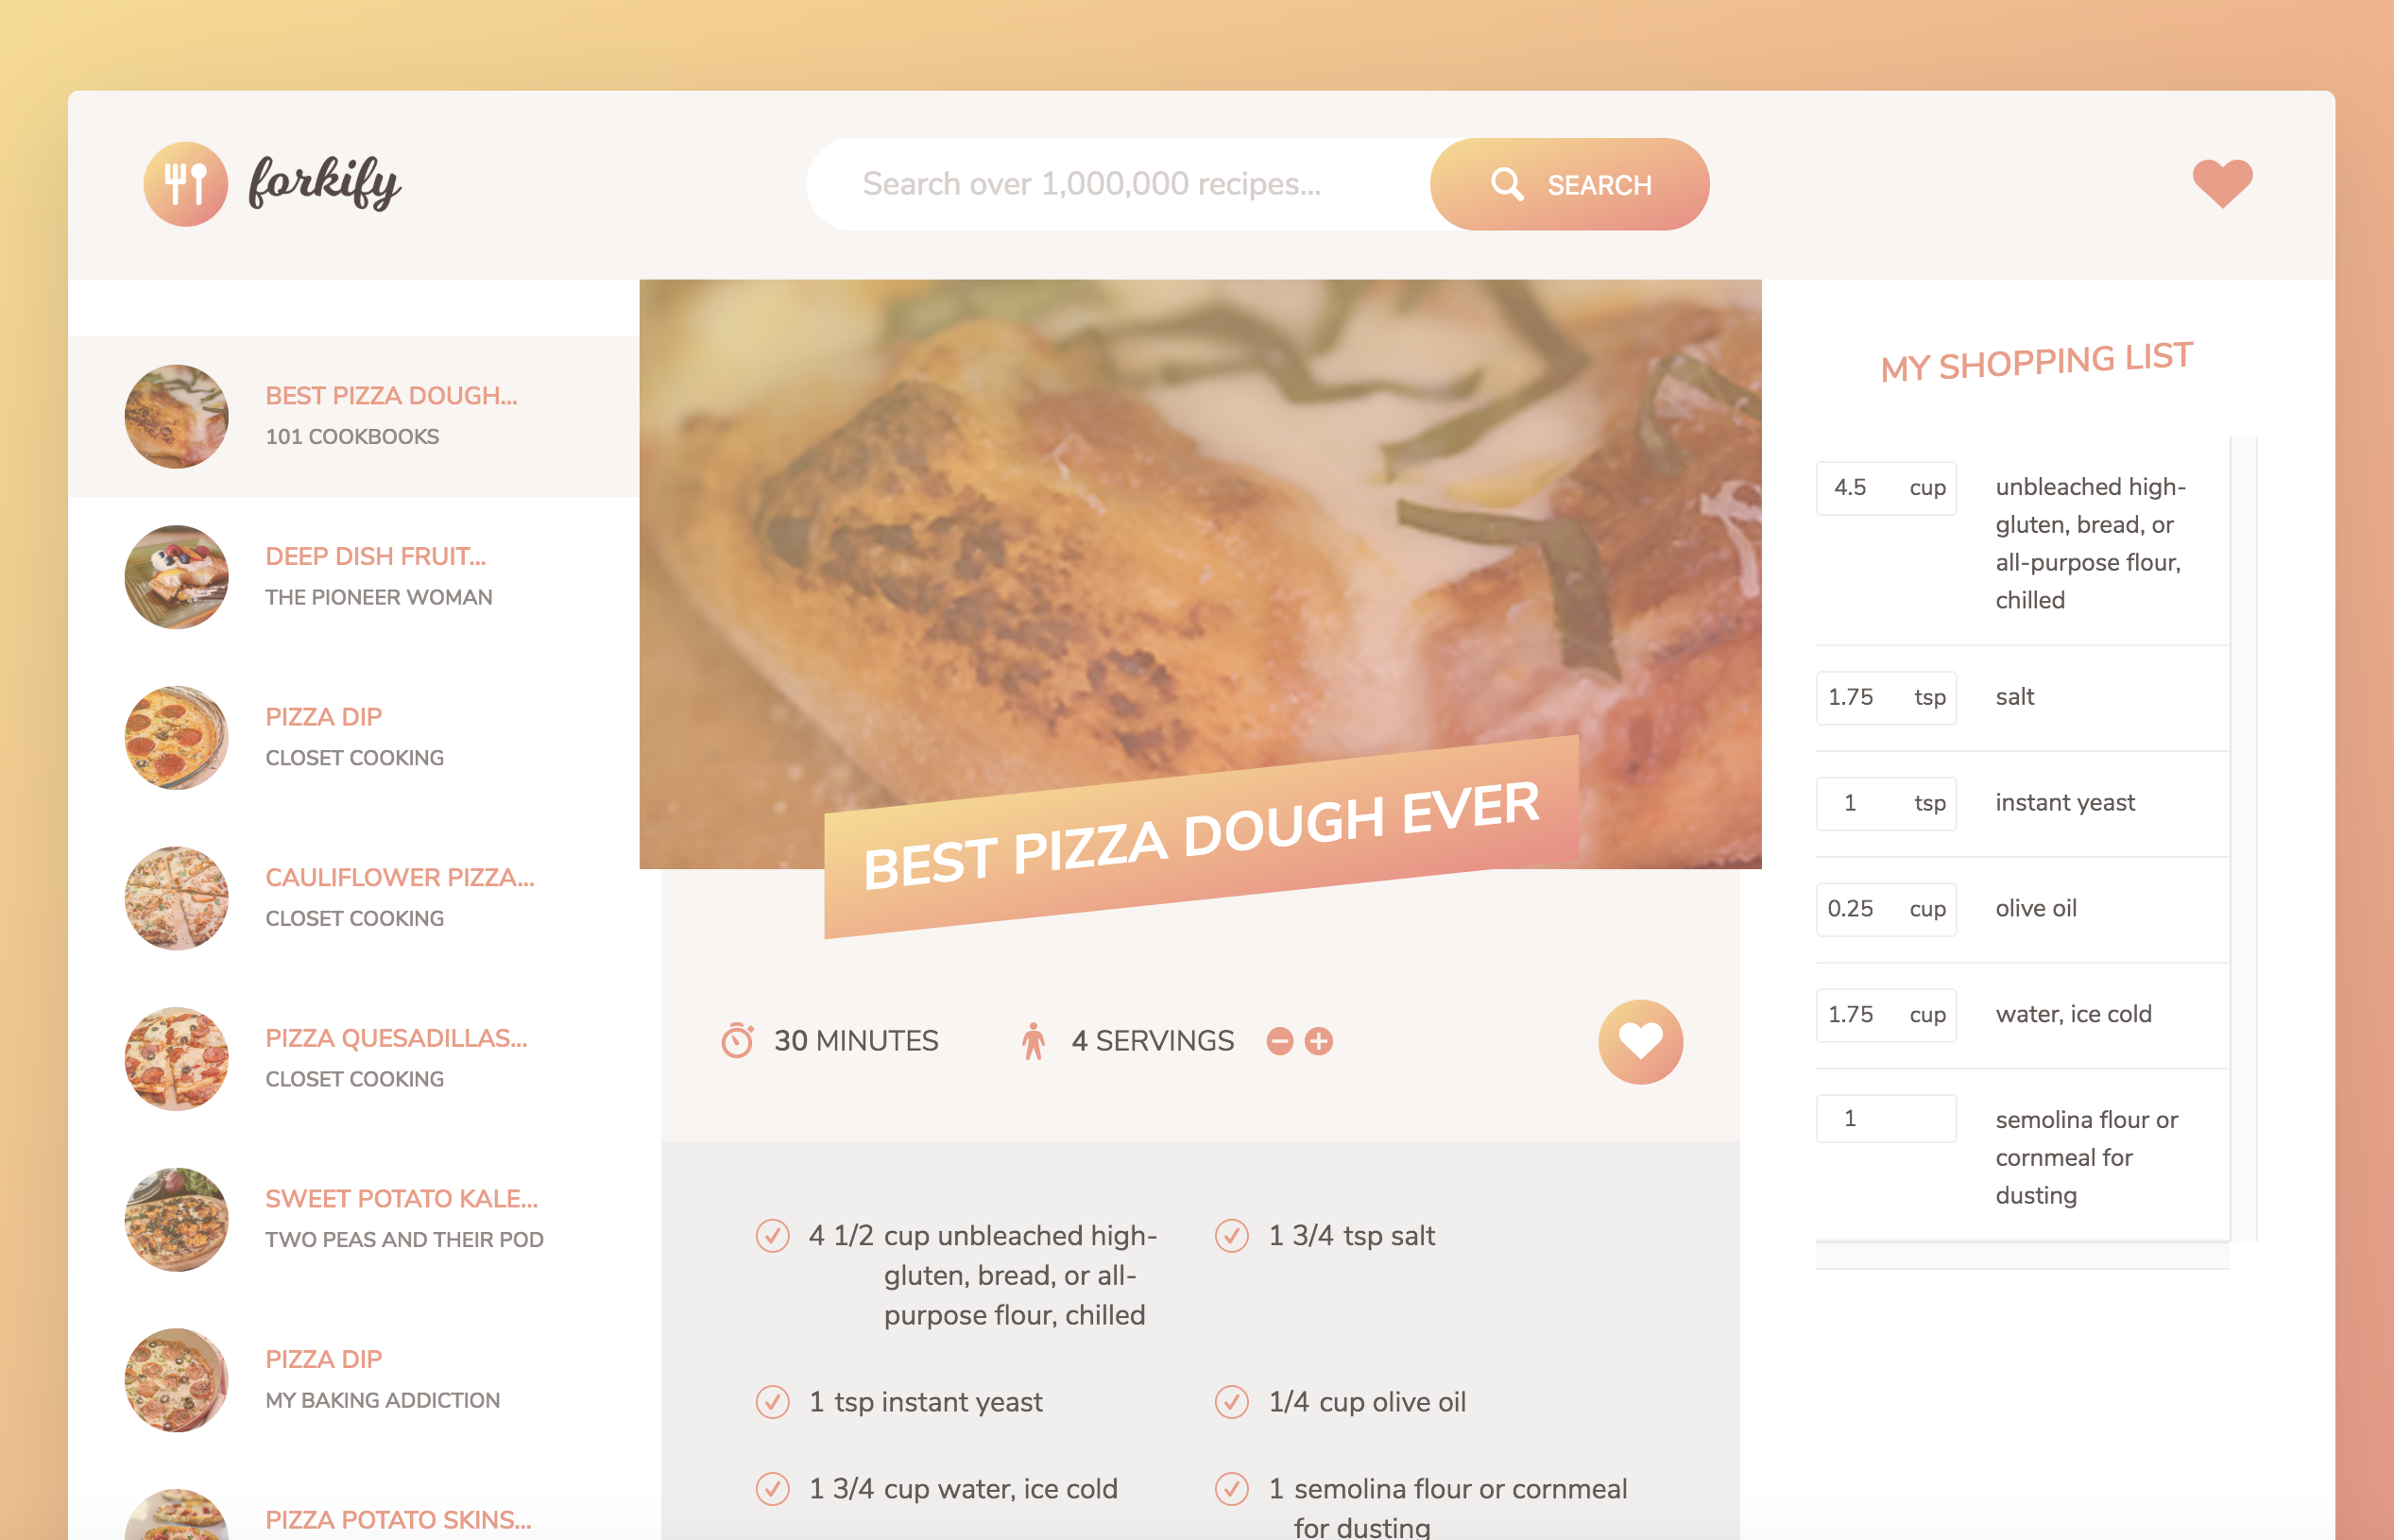 forkify
Search over 1,000,000 recipes...
SEARCH
BEST PIZZA DOUGH...
101 COOKBOOKS
DEEP DISH FRUIT...
THE PIONEER WOMAN
PIZZA DIP
CLOSET COOKING
CAULIFLOWER PIZZA...
CLOSET COOKING
PIZZA QUESADILLAS...
CLOSET COOKING
SWEET POTATO KALE...
TWO PEAS AND THEIR POD
PIZZA DIP
MY BAKING ADDICTION
PIZZA POTATO SKINS...
BEST PIZZA DOUGH EVER
30 MINUTES
4 SERVINGS
4 1/2 cup unbleached high-
gluten, bread, or all-
purpose flour, chilled
1 3/4 tsp salt
1 tsp instant yeast
1/4 cup olive oil
1 3/4 cup water, ice cold
1 semolina flour or cornmeal
for dusting
MY SHOPPING LIST
4.5 cup unbleached high-
gluten, bread, or
all-purpose flour,
chilled
1.75 tsp salt
1 tsp instant yeast
0.25 cup olive oil
1.75 cup water, ice cold
1 semolina flour or
cornmeal for
dusting